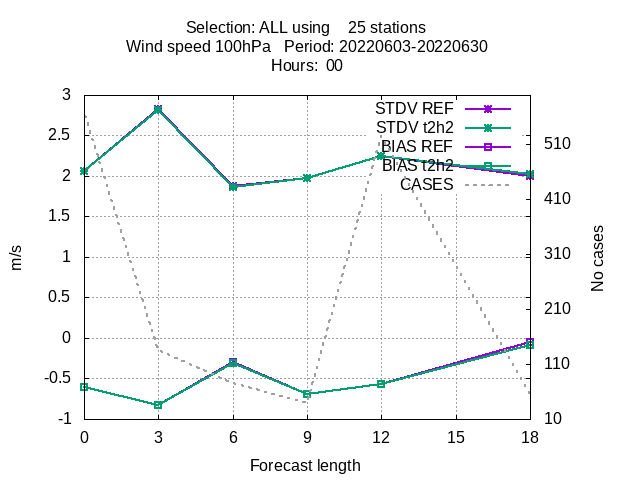 Selection: ALL using    25 stations
Wind speed 100hPa   Period: 20220603-20220630
Hours:  00
STDV REF
STDV t2h2
BIAS REF
BIAS t2h2
CASES
3
2.5
2
1.5
1
0.5
0
-0.5
-1
m/s
510
410
310
210
110
10
No cases
0 3 6 9 12 15 18
Forecast length